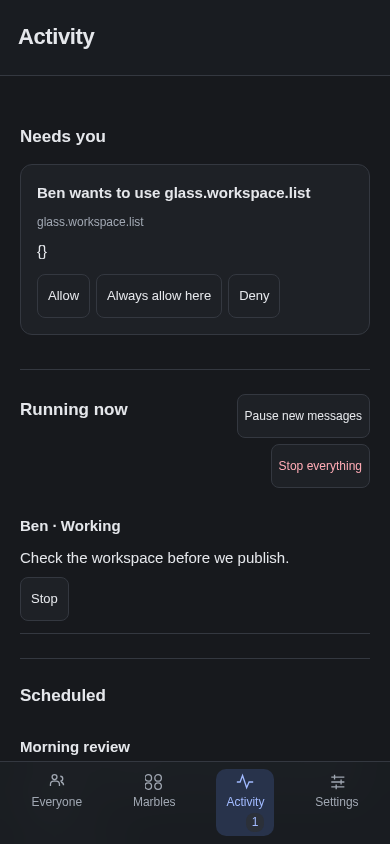 Activity
Needs you
Ben wants to use glass.workspace.list
glass.workspace.list
{}
Allow
Always allow here
Deny
Running now
Pause new messages
Stop everything
Ben · Working
Check the workspace before we publish.
Stop
Scheduled
Morning review
Everyone
Marbles
Activity
1
Settings